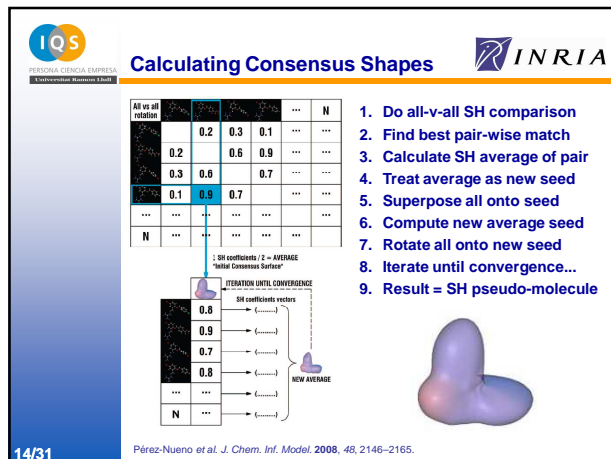 IQS
PERSONA CIENCIA EMPRESA
Universitat Ramon Llull
Calculating Consensus Shapes
INRIA
All vs all rotation ... N
0.2 0.3 0.1 ... ...
0.2 0.6 0.9 ... ...
0.3 0.6 0.7 ... ...
0.1 0.9 0.7 ... ...
... ... ... ... ... ...
N ... ... ... ...
SH coefficients / 2 = AVERAGE
"Initial Consensus Surface"
ITERATION UNTIL CONVERGENCE
SH coefficients vectors
0.8 (..........)
0.9 (..........)
0.7 (..........)
0.8 (..........)
... ... (..........)
N ... (..........)
NEW AVERAGE
1. Do all-v-all SH comparison
2. Find best pair-wise match
3. Calculate SH average of pair
4. Treat average as new seed
5. Superpose all onto seed
6. Compute new average seed
7. Rotate all onto new seed
8. Iterate until convergence...
9. Result = SH pseudo-molecule
14/31
Pérez-Nueno et al. J. Chem. Inf. Model. 2008, 48, 2146–2165.